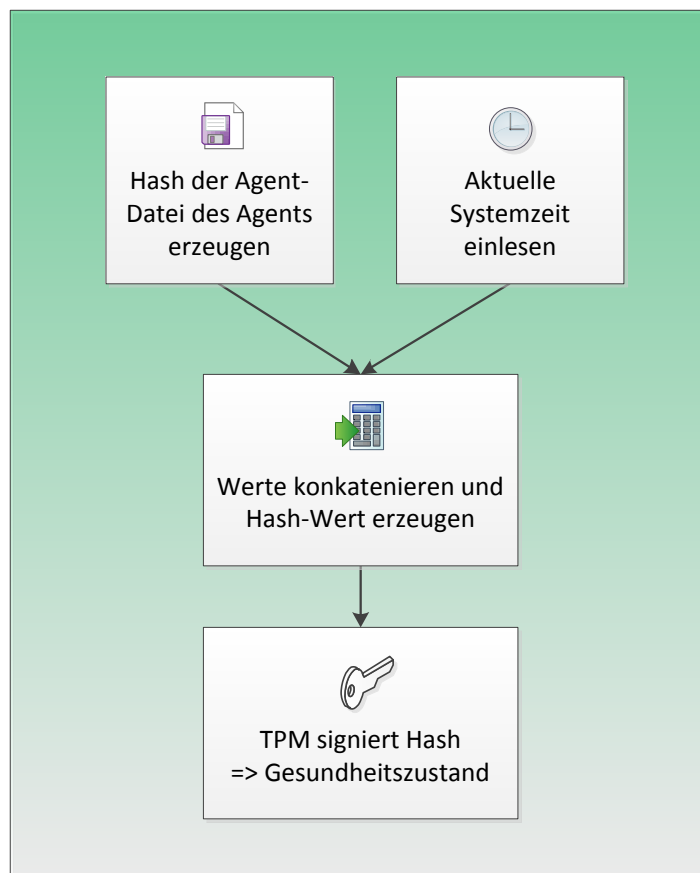 Hash der Agent-
Datei des Agents
erzeugen
Aktuelle
Systemzeit
einlesen
Werte konkatenieren und
Hash-Wert erzeugen
TPM signiert Hash
=> Gesundheitszustand